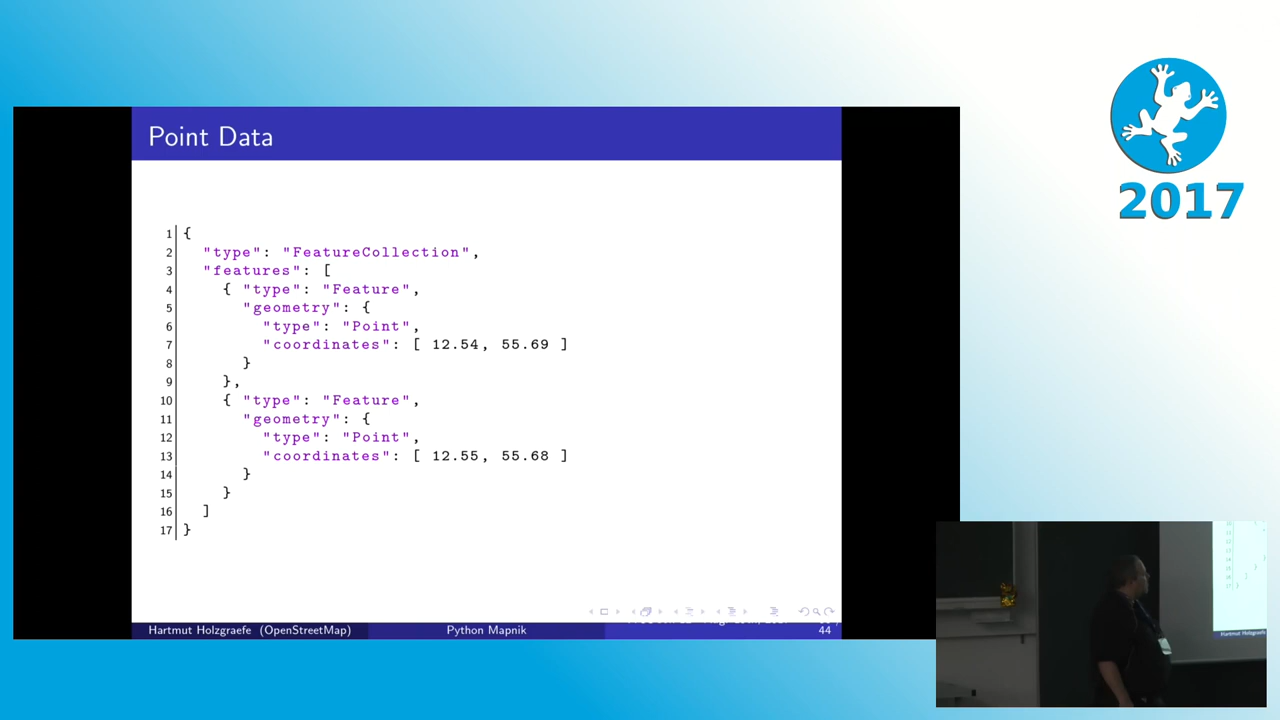 Point Data
1 {
2 "type": "FeatureCollection",
3 "features": [
4 { "type": "Feature",
5 "geometry": {
6 "type": "Point",
7 "coordinates": [ 12.54, 55.69 ]
8 }
9 },
10 { "type": "Feature",
11 "geometry": {
12 "type": "Point",
13 "coordinates": [ 12.55, 55.68 ]
14 }
15 }
16 ]
17 }
Hartmut Holzgraefe (OpenStreetMap) Python Mapnik 44
2017
Hartmut Holzgraefe